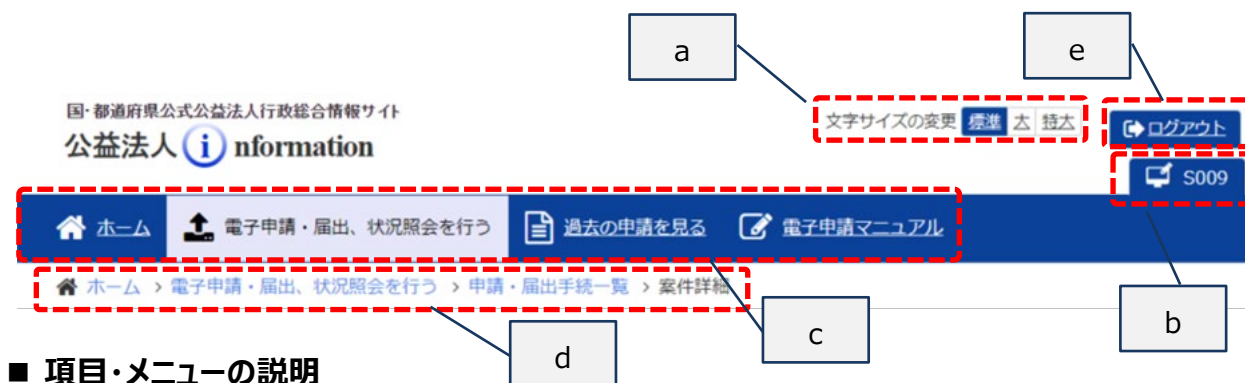 a
e
国・都道府県公式公益法人行政総合情報サイト
公益法人 i nformation
文字サイズの変更 標準 大 特大
ログアウト
S009
ホーム 電子申請・届出、状況照会を行う 過去の申請を見る 電子申請マニュアル
ホーム > 電子申請・届出、状況照会を行う > 申請・届出手続一覧 > 案件詳細
c
b
d
■ 項目・メニューの説明